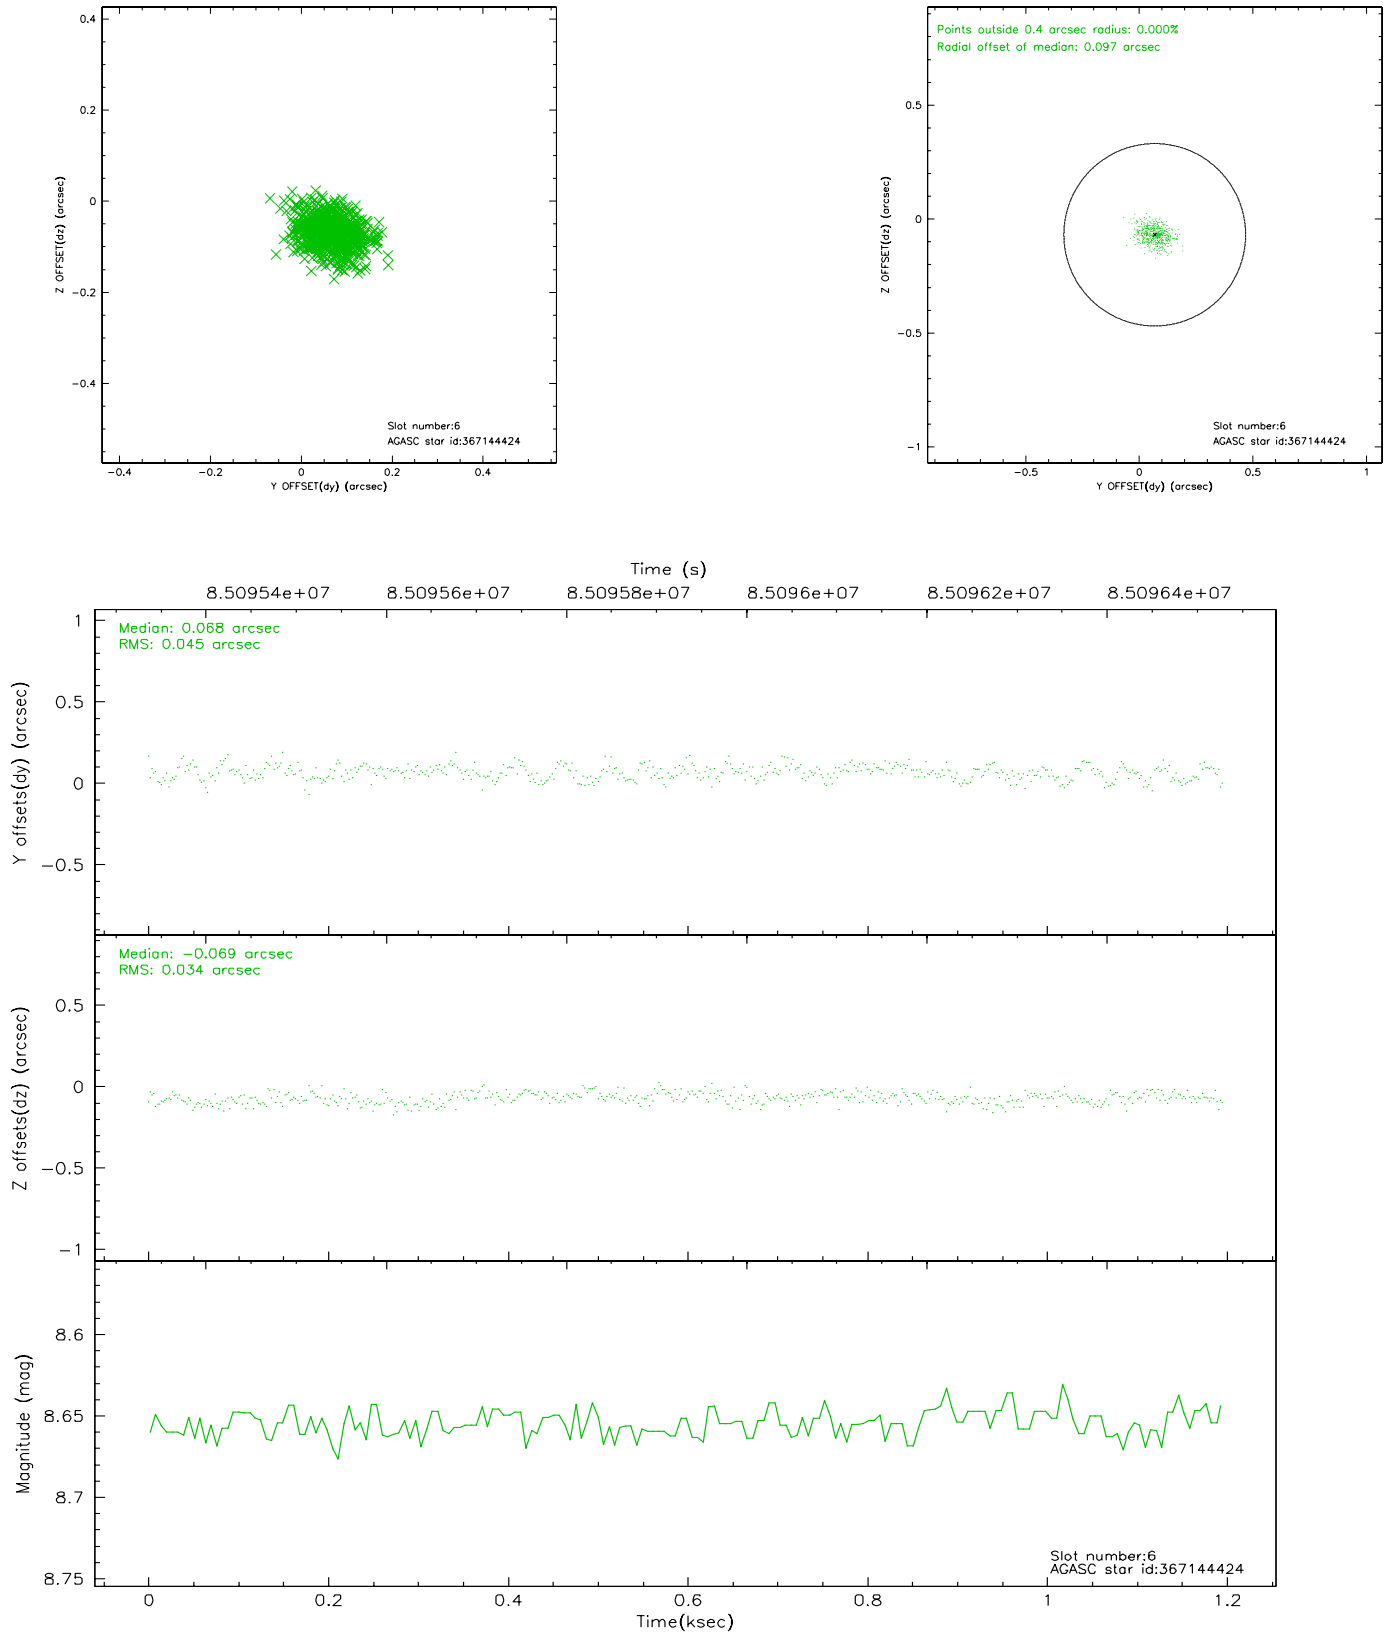 0.4
0.2
0
−0.2
−0.4
Z OFFSET(dz) (arcsec)
Slot number:6
AGASC star id:367144424
−0.4 −0.2 0 0.2 0.4
Y OFFSET(dy) (arcsec)
Points outside 0.4 arcsec radius: 0.000%
Radial offset of median: 0.097 arcsec
0.5
0
−0.5
−1
Z OFFSET(dz) (arcsec)
Slot number:6
AGASC star id:367144424
−0.5 0 0.5 1
Y OFFSET(dy) (arcsec)
Time (s)
8.50954e+07 8.50956e+07 8.50958e+07 8.5096e+07 8.50962e+07 8.50964e+07
Median: 0.068 arcsec
RMS: 0.045 arcsec
1
0.5
0
−0.5
Y offsets(dy) (arcsec)
Median: −0.069 arcsec
RMS: 0.034 arcsec
0.5
0
−0.5
−1
Z offsets(dz) (arcsec)
8.6
8.65
8.7
8.75
Magnitude (mag)
Slot number:6
AGASC star id:367144424
0 0.2 0.4 0.6 0.8 1 1.2
Time(ksec)